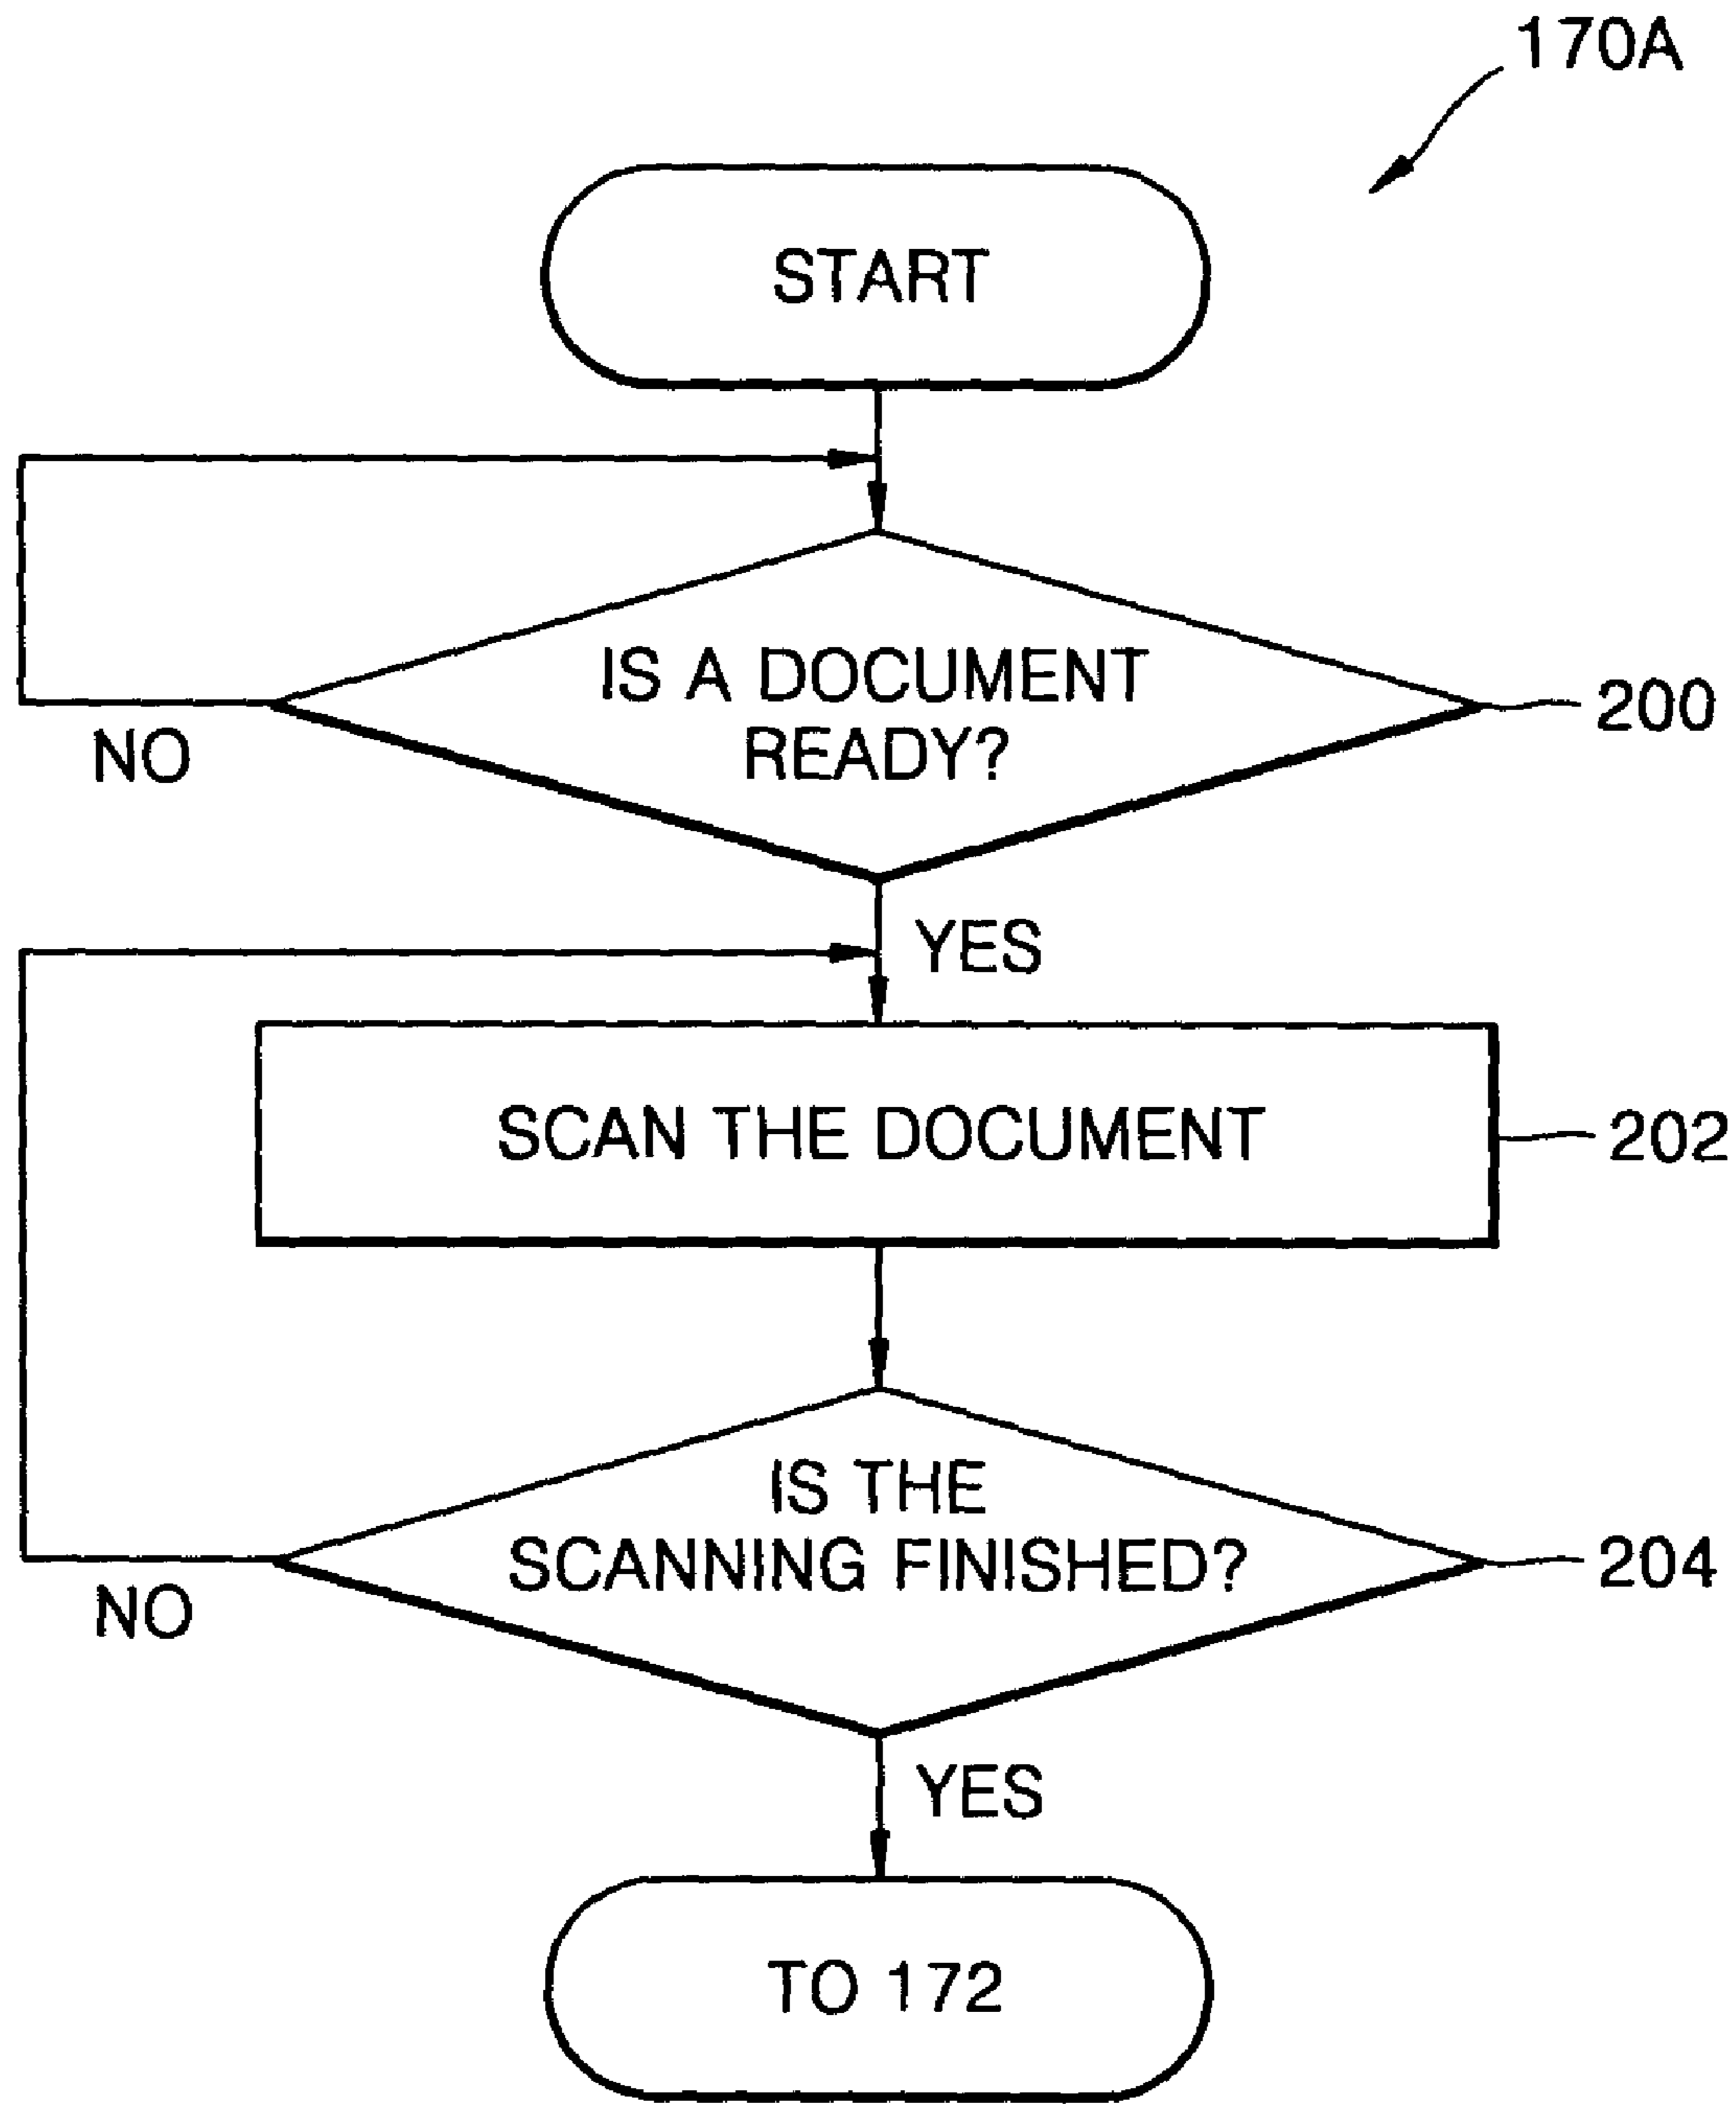 170A
START
IS A DOCUMENT
READY?
200
NO
YES
SCAN THE DOCUMENT
202
IS THE
SCANNING FINISHED?
204
NO
YES
TO 172